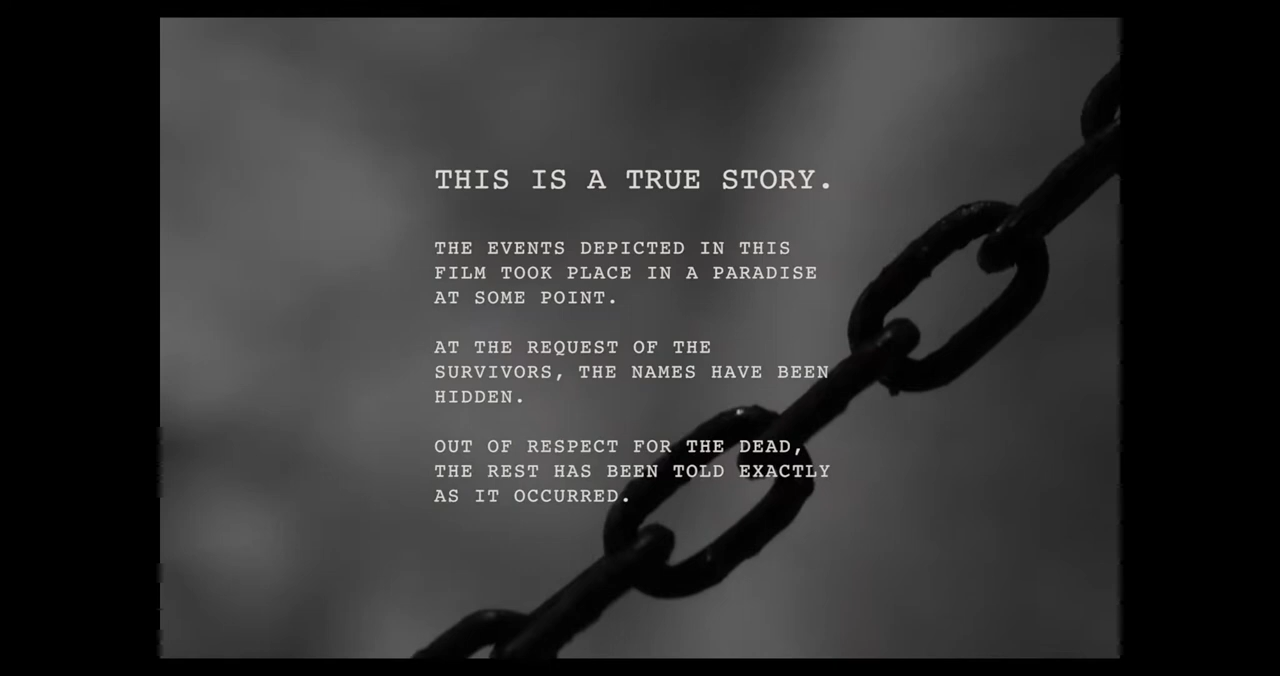 THIS IS A TRUE STORY.
THE EVENTS DEPICTED IN THIS
FILM TOOK PLACE IN A PARADISE
AT SOME POINT.
AT THE REQUEST OF THE
SURVIVORS, THE NAMES HAVE BEEN
HIDDEN.
OUT OF RESPECT FOR THE DEAD,
THE REST HAS BEEN TOLD EXACTLY
AS IT OCCURRED.